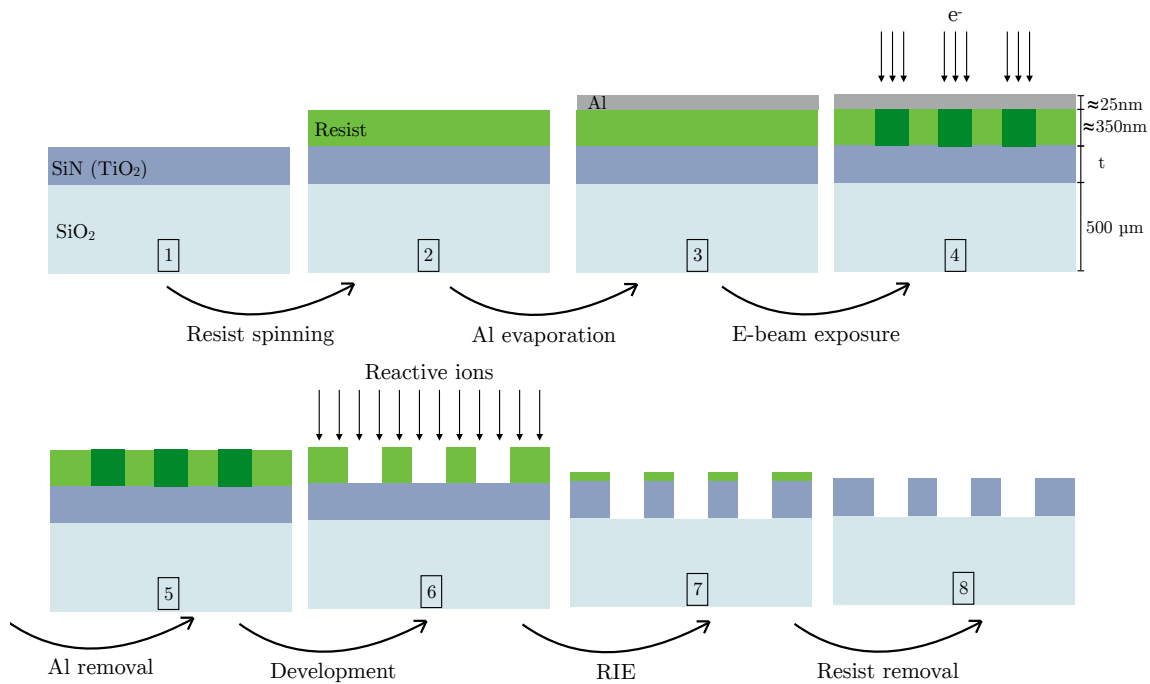 e⁻
Al
≈25nm
Resist
≈350nm
SiN (TiO₂)
t
SiO₂
500 µm
1
2
3
4
Resist spinning
Al evaporation
E-beam exposure
Reactive ions
5
6
7
8
Al removal
Development
RIE
Resist removal